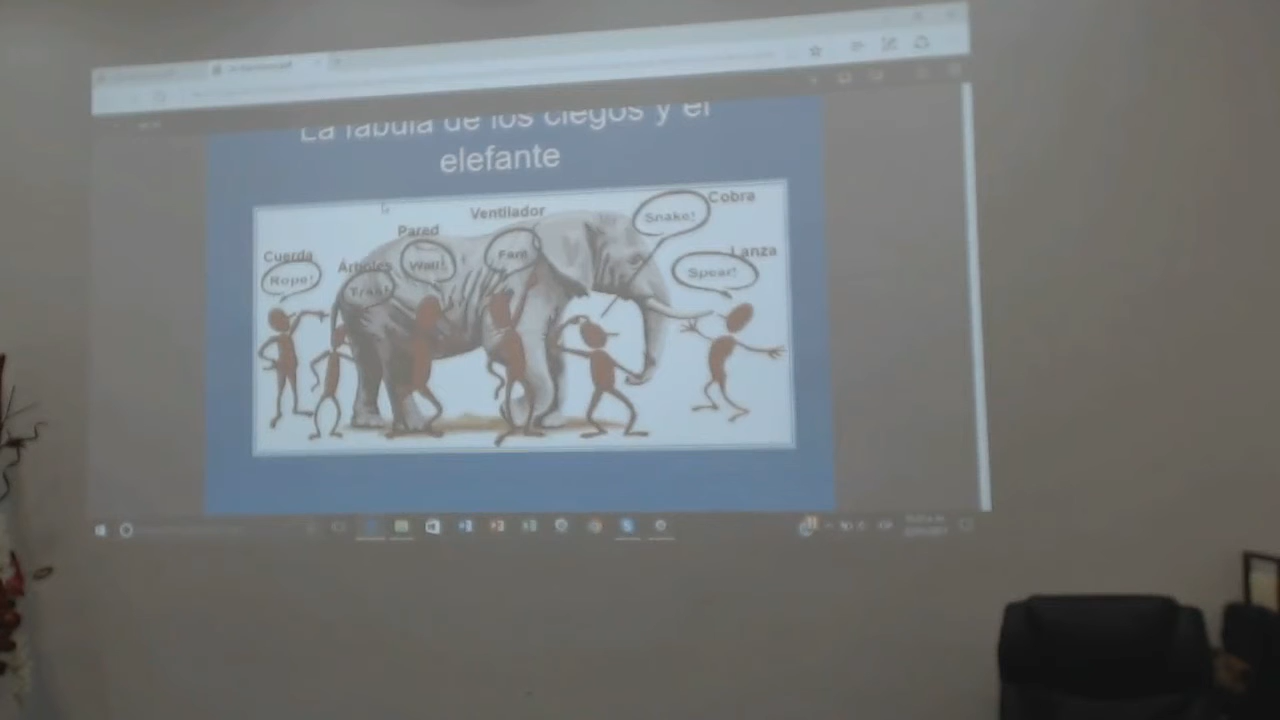 La fabula de los ciegos y el
elefante
Cobra
Ventilador
Snake!
Pared
Lanza
Cuerda
Árboles
Wall!
Fan!
Spear!
Rope!
Tree!